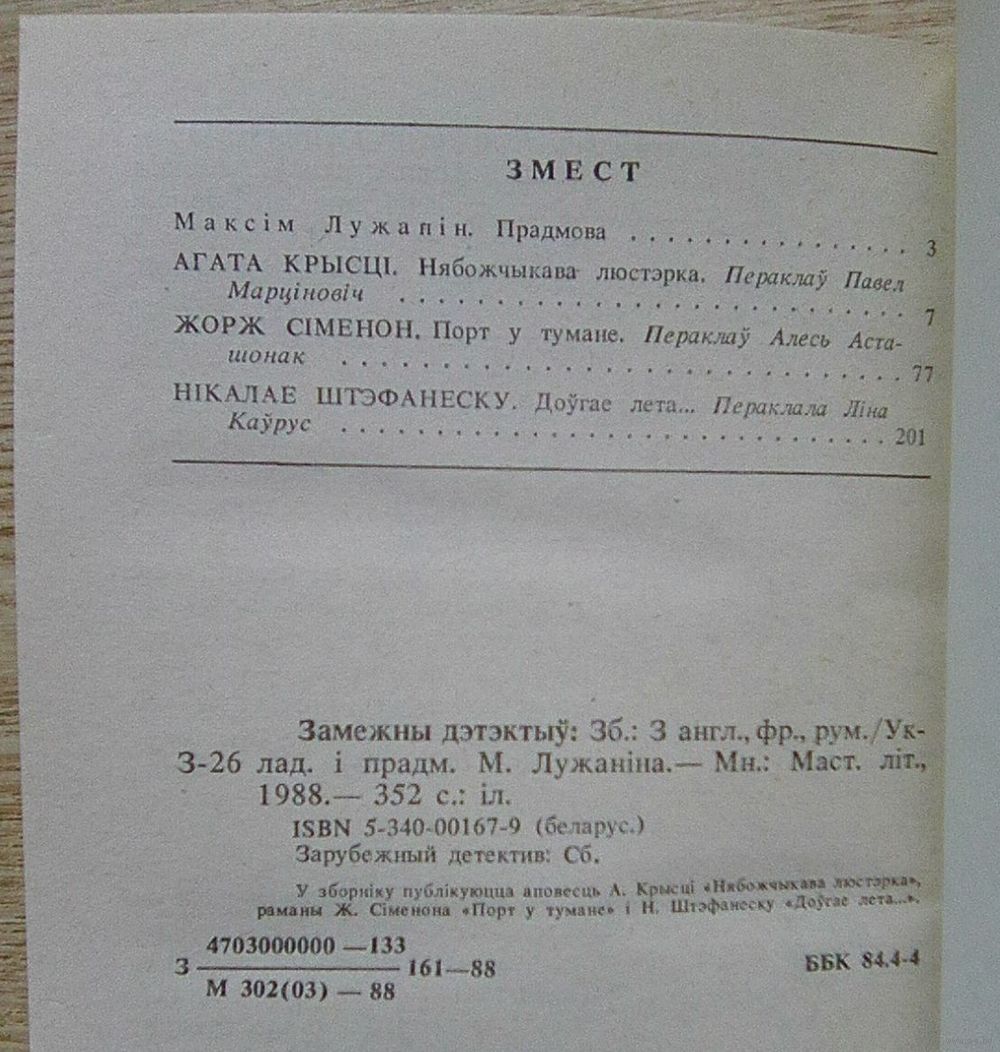 ЗМЕСТ
Максім Лужанін. Прадмова . . . . . . . . . . . . . . . 3
АГАТА КРЫСЦІ. Нябожчыкава люстэрка. Пераклаў Павел
Марціновіч . . . . . . . . . . . . . . . . . . . . . . . . . . . 7
ЖОРЖ СІМЕНОН. Порт у тумане. Пераклаў Алесь Аста-
шонак . . . . . . . . . . . . . . . . . . . . . . . . . . . . . . 77
НІКАЛАЕ ШТЭФАНЕСКУ. Доўгае лета... Пераклала Ліна
Каўрус . . . . . . . . . . . . . . . . . . . . . . . . . . . . . 201
Замежны дэтэктыў: Зб.: З англ., фр., рум./Ук-
З-26 лад. і прадм. М. Лужаніна.— Мн.: Маст. літ.,
1988.— 352 с.: іл.
ISBN 5-340-00167-9 (беларус.)
Зарубежный детектив: Сб.
У зборніку публікуюцца аповесць А. Крысці «Нябожчыкава люстэрка»,
раманы Ж. Сіменона «Порт у тумане» і Н. Штэфанеску «Доўгае лета...».
4703000000 —133
З 161—88
М 302(03) — 88
ББК 84.4-4